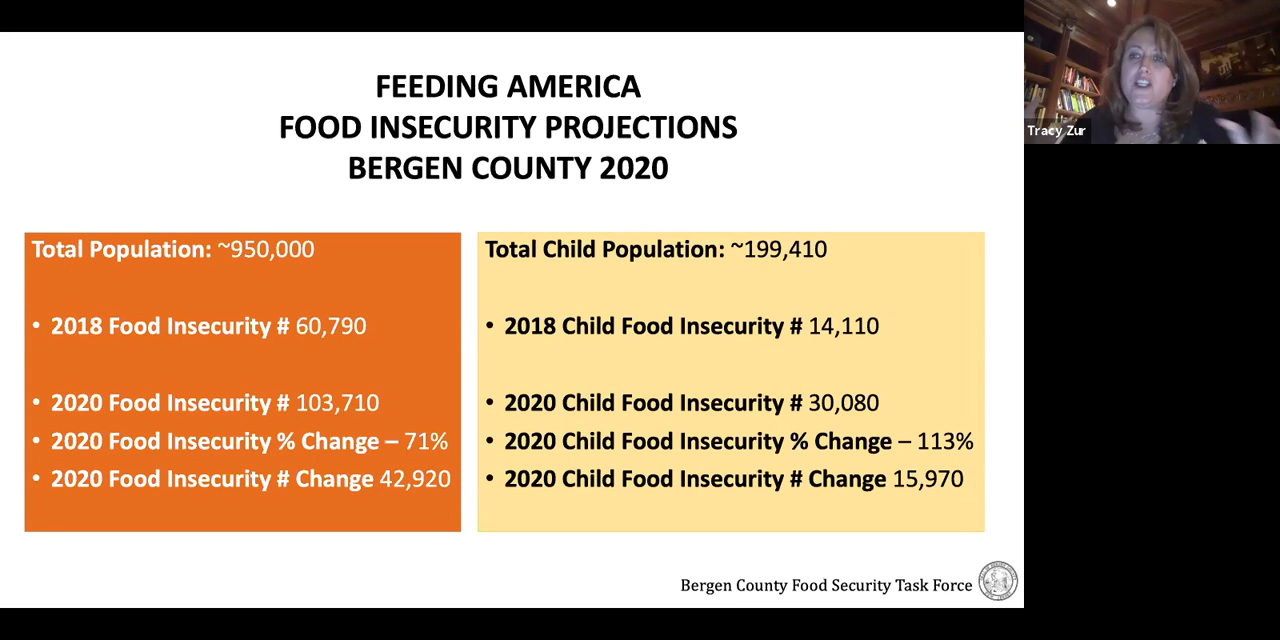 FEEDING AMERICA
FOOD INSECURITY PROJECTIONS
BERGEN COUNTY 2020
Total Population: ~950,000
• 2018 Food Insecurity # 60,790
• 2020 Food Insecurity # 103,710
• 2020 Food Insecurity % Change – 71%
• 2020 Food Insecurity # Change 42,920
Total Child Population: ~199,410
• 2018 Child Food Insecurity # 14,110
• 2020 Child Food Insecurity # 30,080
• 2020 Child Food Insecurity % Change – 113%
• 2020 Child Food Insecurity # Change 15,970
Bergen County Food Security Task Force
Tracy Zur